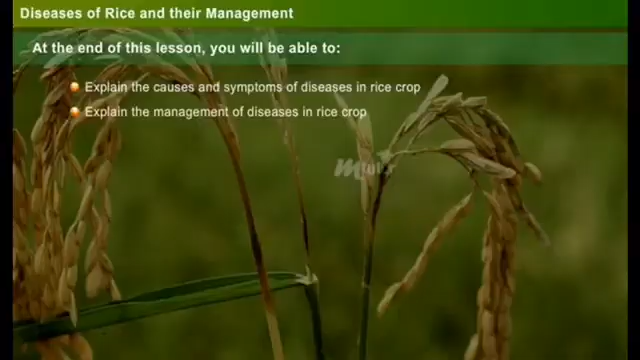 Diseases of Rice and their Management
At the end of this lesson, you will be able to:
Explain the causes and symptoms of diseases in rice crop
Explain the management of diseases in rice crop